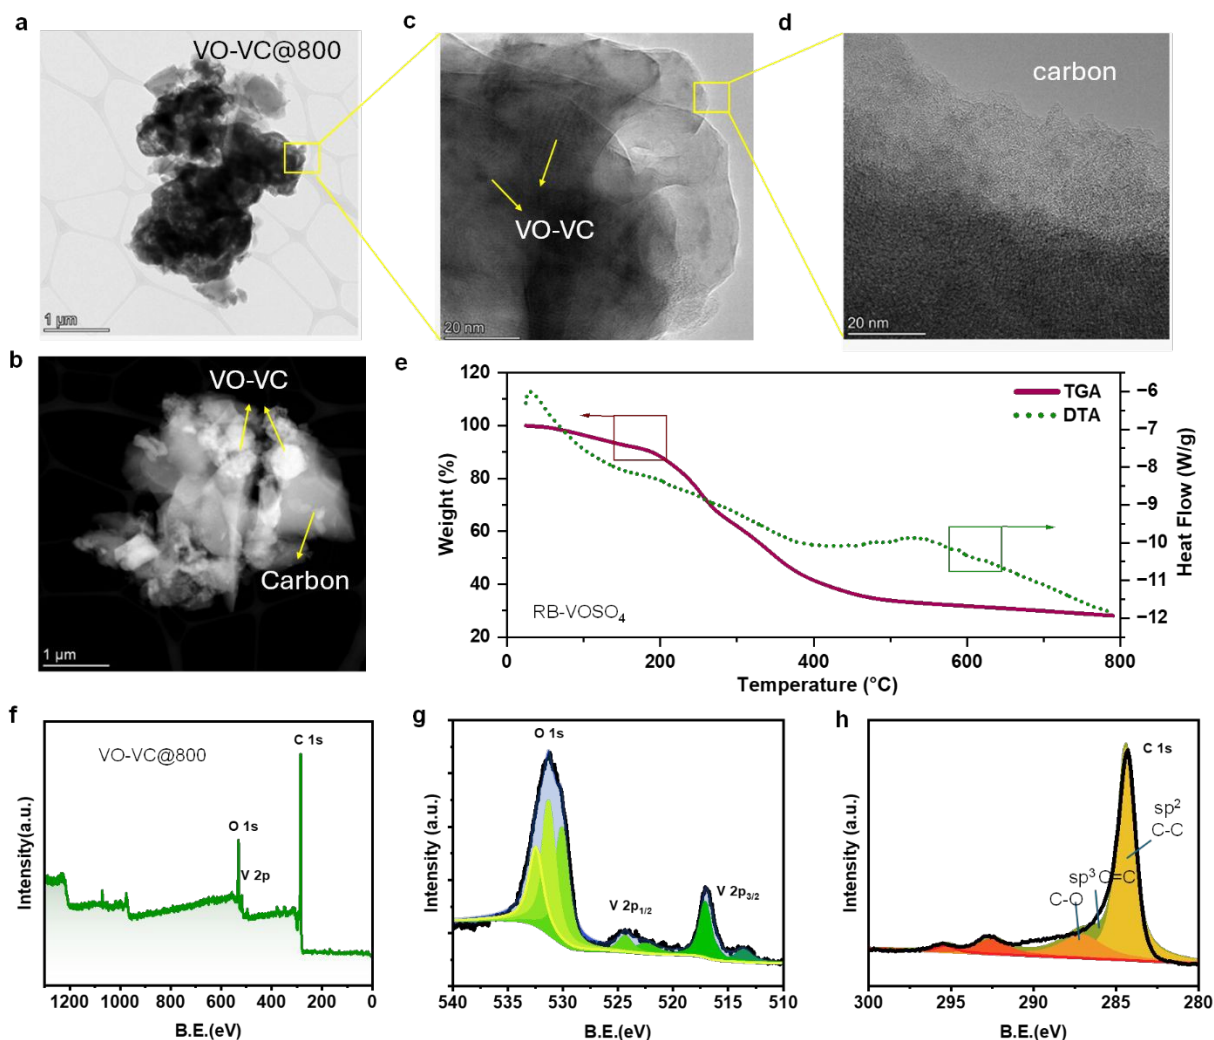 a
VO-VC@800
1 μm
c
VO-VC
20 nm
d
carbon
20 nm
b
VO-VC
Carbon
1 μm
e
120
100
80
60
40
20
Weight (%)
TGA
DTA
RB-VOSO4
−6
−7
−8
−9
−10
−11
−12
Heat Flow (W/g)
0 200 400 600 800
Temperature (°C)
f
VO-VC@800
C 1s
O 1s
V 2p
Intensity(a.u.)
1200 1000 800 600 400 200 0
B.E.(eV)
g
O 1s
V 2p1/2
V 2p3/2
Intensity (a.u.)
540 530 520 510
B.E.(eV)
h
C 1s
sp2
C-C
sp3 C=C
C-O
Intensity (a.u.)
300 295 290 285 280
B.E.(eV)